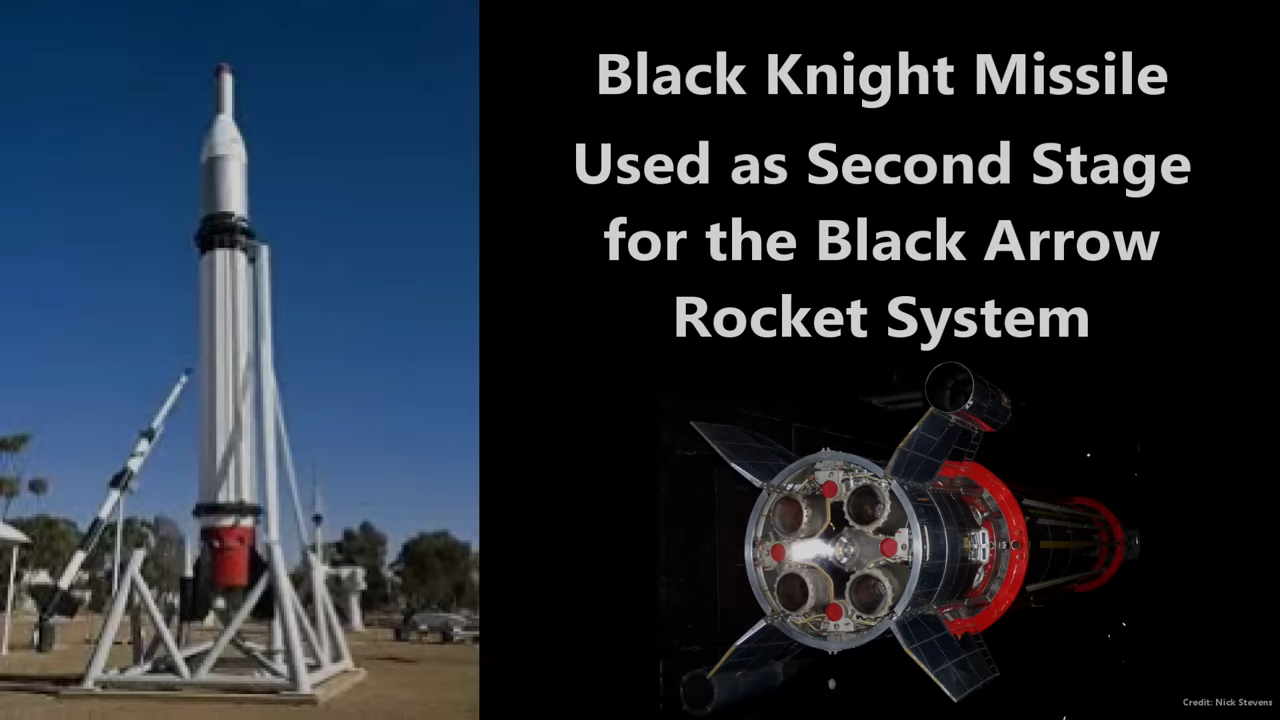 Black Knight Missile
Used as Second Stage
for the Black Arrow
Rocket System
Credit: Nick Stevens